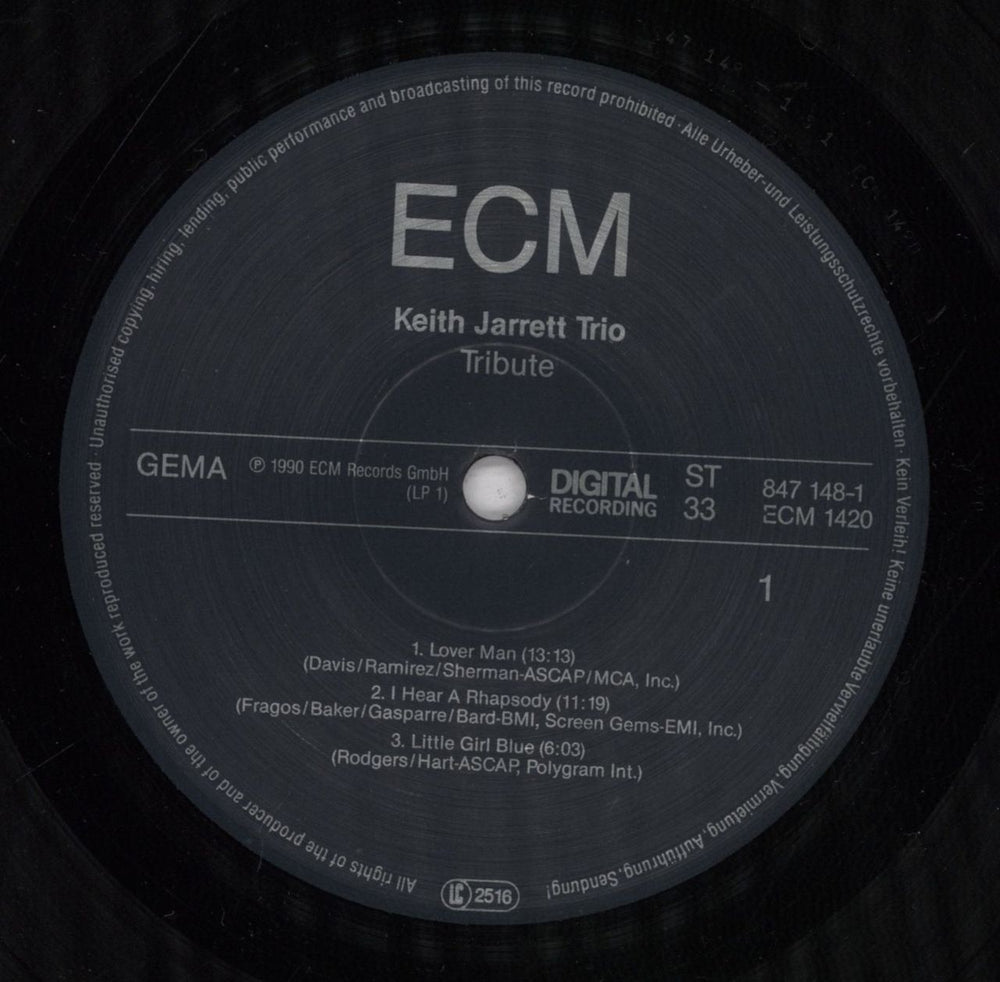 ECM
Keith Jarrett Trio
Tribute
GEMA
℗ 1990 ECM Records GmbH
(LP 1)
DIGITAL
RECORDING
ST
33
847 148-1
ECM 1420
1
1. Lover Man (13:13)
(Davis/Ramirez/Sherman-ASCAP/MCA, Inc.)
2. I Hear A Rhapsody (11:19)
(Fragos/Baker/Gasparre/Bard-BMI, Screen Gems-EMI, Inc.)
3. Little Girl Blue (6:03)
(Rodgers/Hart-ASCAP, Polygram Int.)
All rights of the producer and of the owner of the work reproduced reserved · Unauthorised copying, hiring, lending, public performance and broadcasting of this record prohibited · Alle Urheber-und Leistungsschutzrechte vorbehalten · Kein Verleih! Keine unerlaubte Vervielfältigung, Vermietung, Aufführung, Sendung!
LC 2516